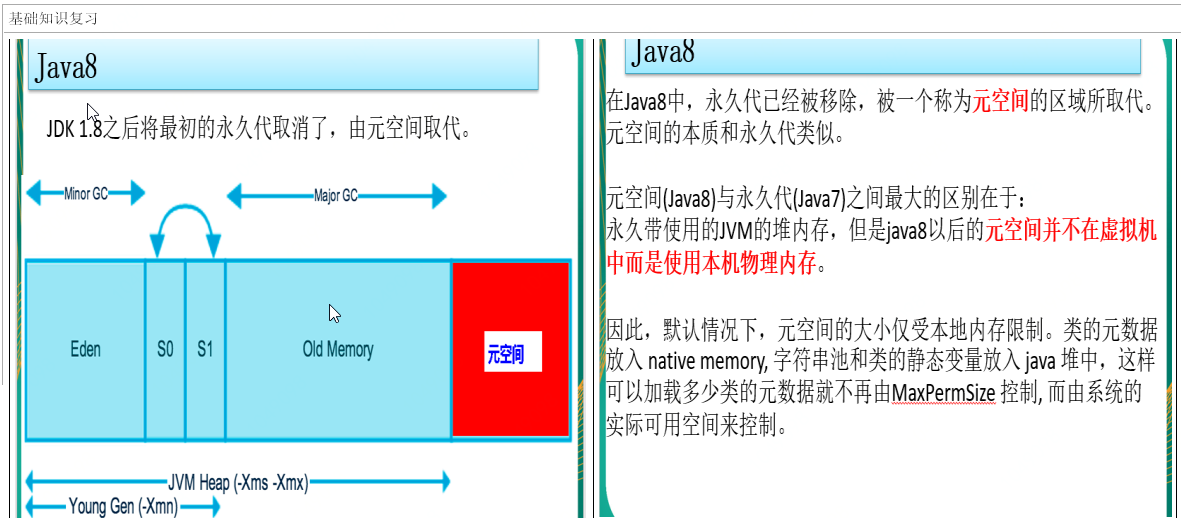 基础知识复习
Java8
JDK 1.8之后将最初的永久代取消了，由元空间取代。
Minor GC
Major GC
Eden
S0
S1
Old Memory
元空间
JVM Heap (-Xms -Xmx)
Young Gen (-Xmn)
Java8
在Java8中，永久代已经被移除，被一个称为元空间的区域所取代。
元空间的本质和永久代类似。
元空间(Java8)与永久代(Java7)之间最大的区别在于：
永久带使用的JVM的堆内存，但是java8以后的元空间并不在虚拟机
中而是使用本机物理内存。
因此，默认情况下，元空间的大小仅受本地内存限制。类的元数据
放入 native memory, 字符串池和类的静态变量放入 java 堆中，这样
可以加载多少类的元数据就不再由MaxPermSize 控制, 而由系统的
实际可用空间来控制。